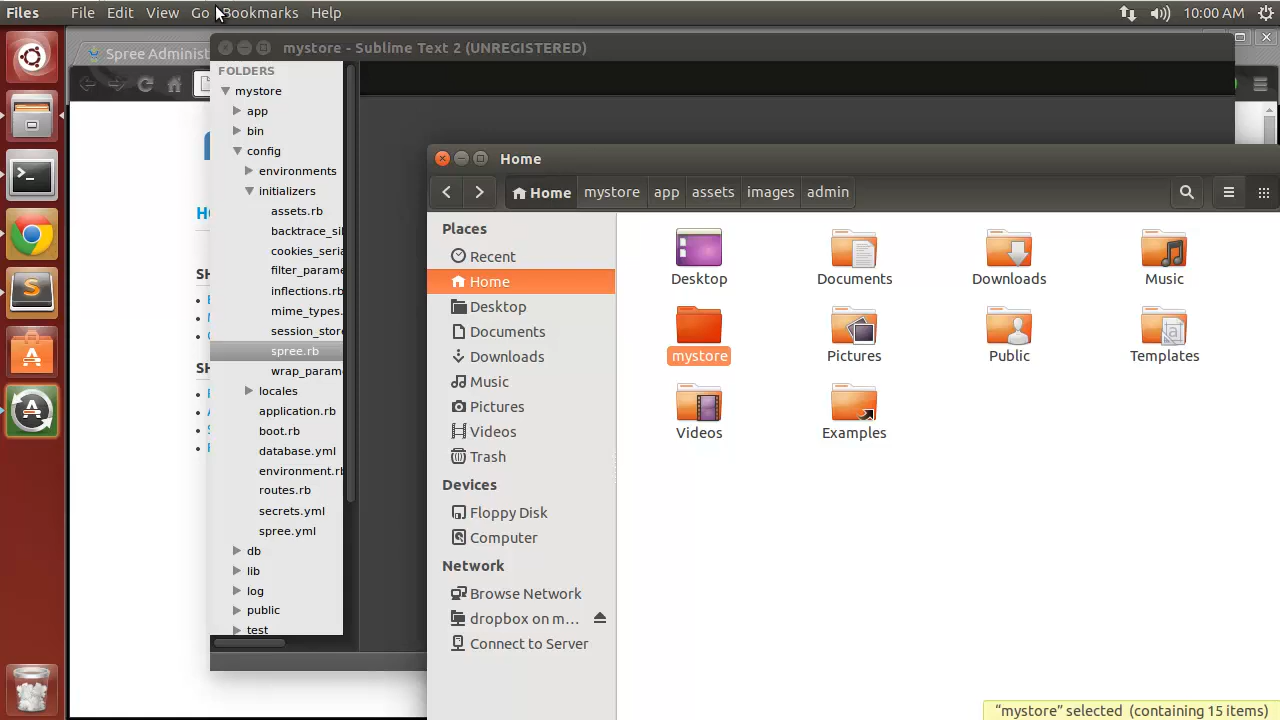 Files File Edit View Go Bookmarks Help 10:00 AM
Spree Administ
mystore - Sublime Text 2 (UNREGISTERED)
FOLDERS
mystore
app
bin
config
environments
initializers
assets.rb
backtrace_sil
cookies_seria
filter_parame
inflections.rb
mime_types.
session_store
spree.rb
wrap_param
locales
application.rb
boot.rb
database.yml
environment.rb
routes.rb
secrets.yml
spree.yml
db
lib
log
public
test
Home
Home mystore app assets images admin
Places
Recent
Home
Desktop
Documents
Downloads
Music
Pictures
Videos
Trash
Devices
Floppy Disk
Computer
Network
Browse Network
dropbox on m...
Connect to Server
Desktop Documents Downloads Music
mystore Pictures Public Templates
Videos Examples
“mystore” selected (containing 15 items)